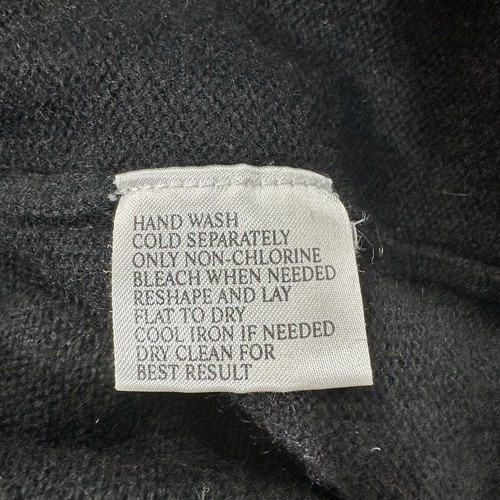 HAND WASH
COLD SEPARATELY
ONLY NON-CHLORINE
BLEACH WHEN NEEDED
RESHAPE AND LAY
FLAT TO DRY
COOL IRON IF NEEDED
DRY CLEAN FOR
BEST RESULT